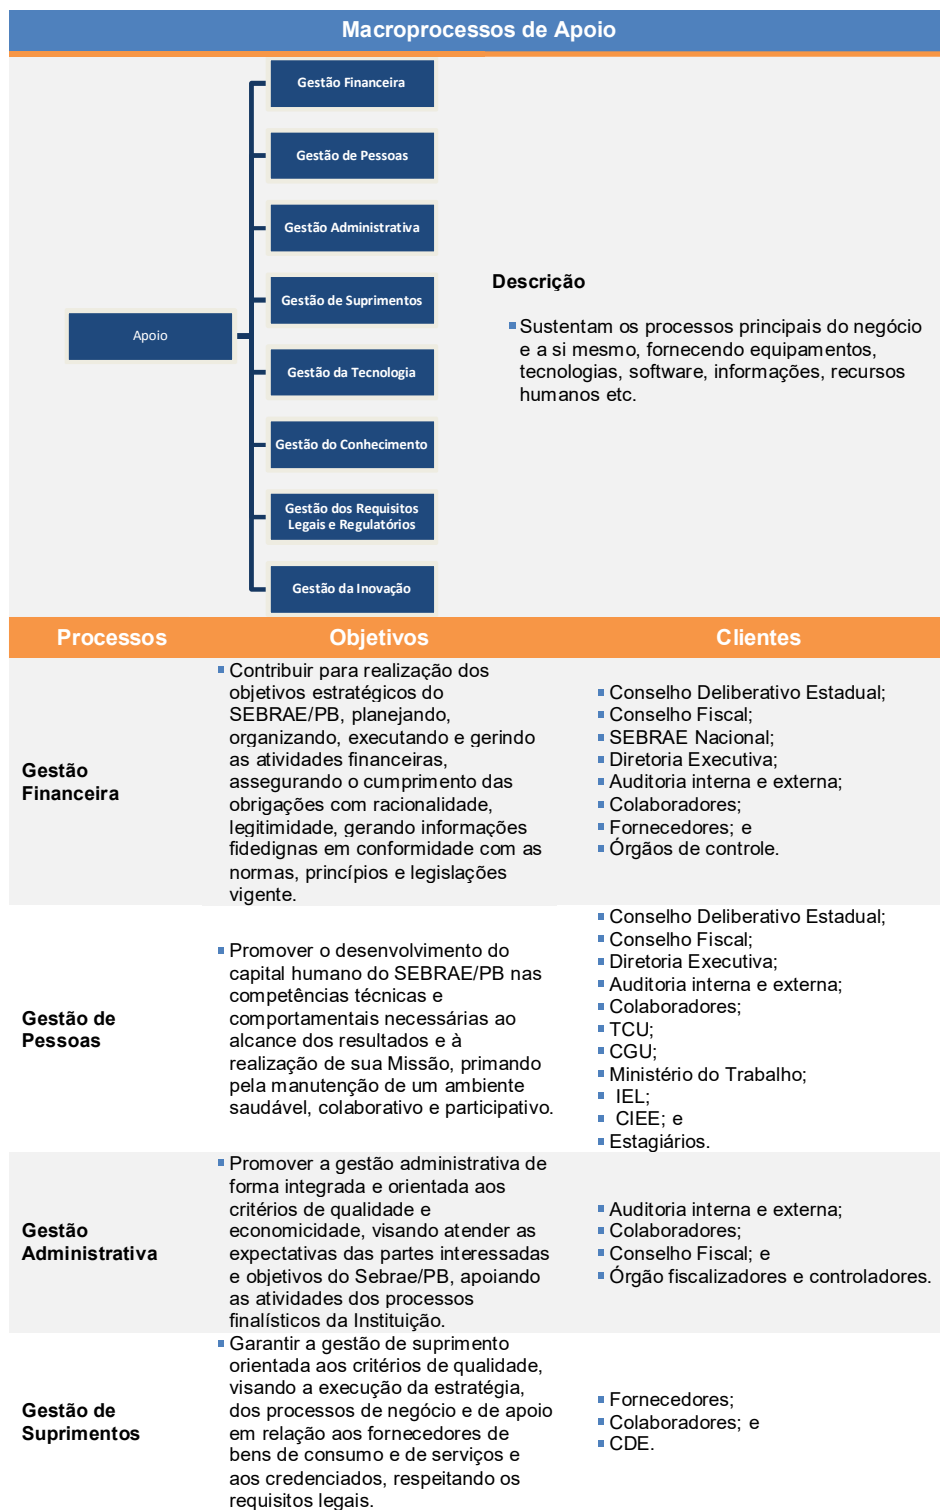 Macroprocessos de Apoio
Gestão Financeira
Gestão de Pessoas
Gestão Administrativa
Gestão de Suprimentos
Apoio
Gestão da Tecnologia
Gestão do Conhecimento
Gestão dos Requisitos
Legais e Regulatórios
Gestão da Inovação
Descrição
Sustentam os processos principais do negócio
e a si mesmo, fornecendo equipamentos,
tecnologias, software, informações, recursos
humanos etc.
Processos
Objetivos
Clientes
Gestão
Financeira
Contribuir para realização dos
objetivos estratégicos do
SEBRAE/PB, planejando,
organizando, executando e gerindo
as atividades financeiras,
assegurando o cumprimento das
obrigações com racionalidade,
legitimidade, gerando informações
fidedignas em conformidade com as
normas, princípios e legislações
vigente.
Conselho Deliberativo Estadual;
Conselho Fiscal;
SEBRAE Nacional;
Diretoria Executiva;
Auditoria interna e externa;
Colaboradores;
Fornecedores; e
Órgãos de controle.
Gestão de
Pessoas
Promover o desenvolvimento do
capital humano do SEBRAE/PB nas
competências técnicas e
comportamentais necessárias ao
alcance dos resultados e à
realização de sua Missão, primando
pela manutenção de um ambiente
saudável, colaborativo e participativo.
Conselho Deliberativo Estadual;
Conselho Fiscal;
Diretoria Executiva;
Auditoria interna e externa;
Colaboradores;
TCU;
CGU;
Ministério do Trabalho;
IEL;
CIEE; e
Estagiários.
Gestão
Administrativa
Promover a gestão administrativa de
forma integrada e orientada aos
critérios de qualidade e
economicidade, visando atender as
expectativas das partes interessadas
e objetivos do Sebrae/PB, apoiando
as atividades dos processos
finalísticos da Instituição.
Auditoria interna e externa;
Colaboradores;
Conselho Fiscal; e
Órgão fiscalizadores e controladores.
Gestão de
Suprimentos
Garantir a gestão de suprimento
orientada aos critérios de qualidade,
visando a execução da estratégia,
dos processos de negócio e de apoio
em relação aos fornecedores de
bens de consumo e de serviços e
aos credenciados, respeitando os
requisitos legais.
Fornecedores;
Colaboradores; e
CDE.